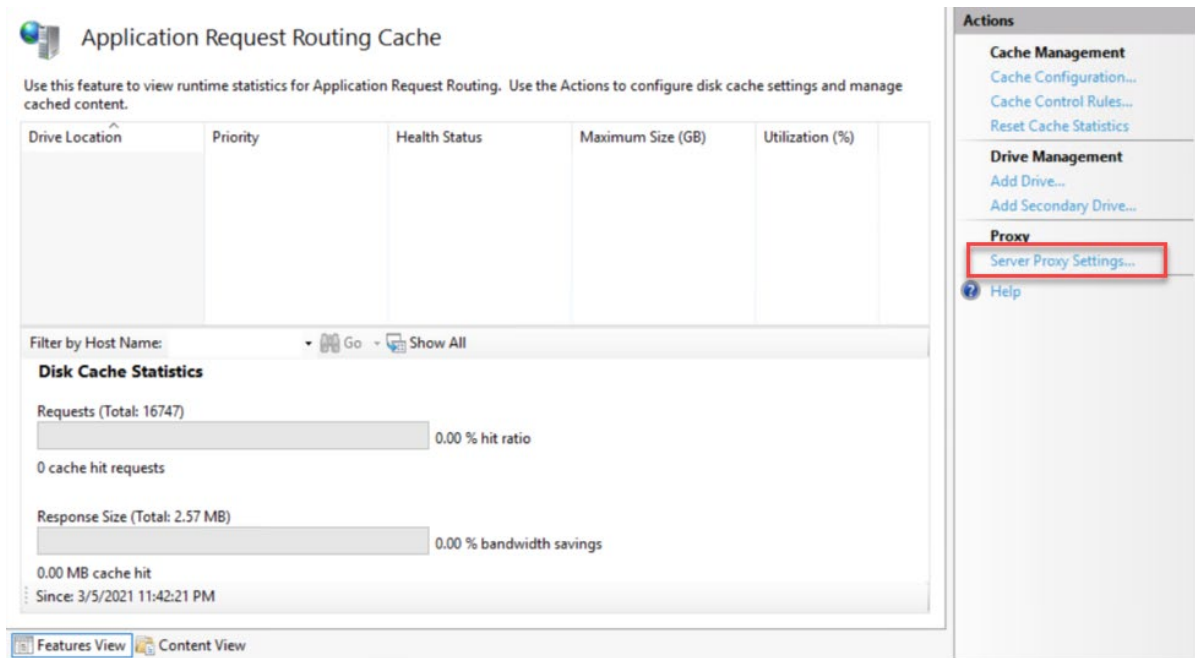 Application Request Routing Cache
Use this feature to view runtime statistics for Application Request Routing. Use the Actions to configure disk cache settings and manage
cached content.
Drive Location Priority Health Status Maximum Size (GB) Utilization (%)
Filter by Host Name: Go Show All
Disk Cache Statistics
Requests (Total: 16747)
0.00 % hit ratio
0 cache hit requests
Response Size (Total: 2.57 MB)
0.00 % bandwidth savings
0.00 MB cache hit
Since: 3/5/2021 11:42:21 PM
Features View Content View
Actions
Cache Management
Cache Configuration...
Cache Control Rules...
Reset Cache Statistics
Drive Management
Add Drive...
Add Secondary Drive...
Proxy
Server Proxy Settings...
? Help